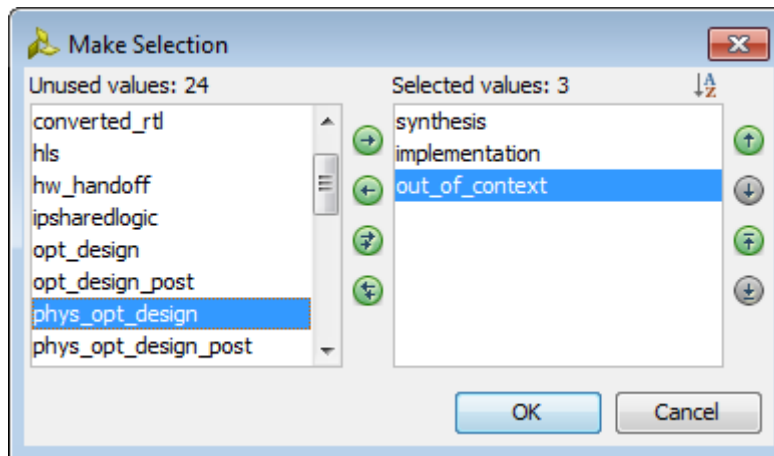 Make Selection
Unused values: 24
Selected values: 3
A
Z
converted_rtl
hls
hw_handoff
ipsharedlogic
opt_design
opt_design_post
phys_opt_design
phys_opt_design_post
synthesis
implementation
out_of_context
OK
Cancel